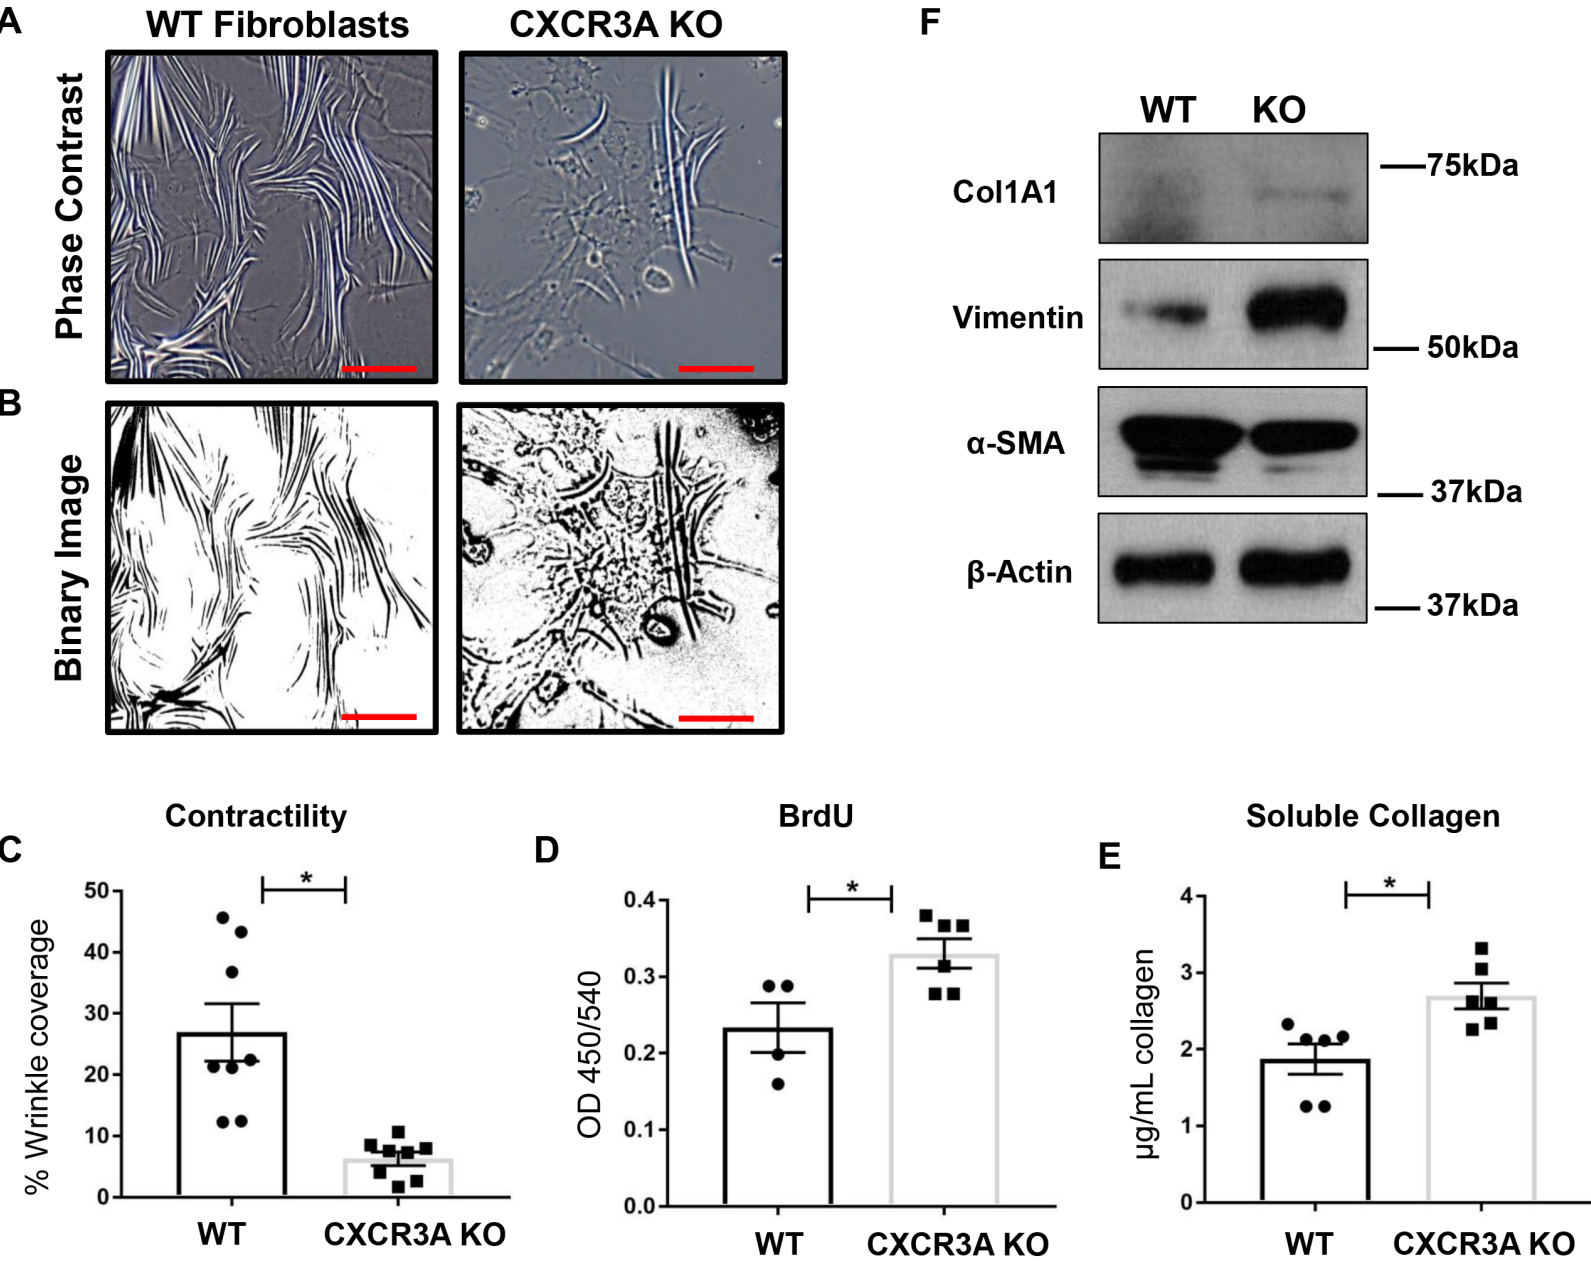 A
WT Fibroblasts
CXCR3A KO
Phase Contrast
B
Binary Image
F
WT KO
Col1A1
75kDa
Vimentin
50kDa
α-SMA
37kDa
β-Actin
37kDa
C
Contractility
*
% Wrinkle coverage
50
40
30
20
10
0
WT
CXCR3A KO
D
BrdU
*
OD 450/540
0.4
0.3
0.2
0.1
0.0
WT
CXCR3A KO
E
Soluble Collagen
*
µg/mL collagen
4
3
2
1
0
WT
CXCR3A KO